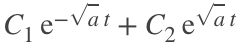 C₁ e^{-√a t} + C₂ e^{√a t}